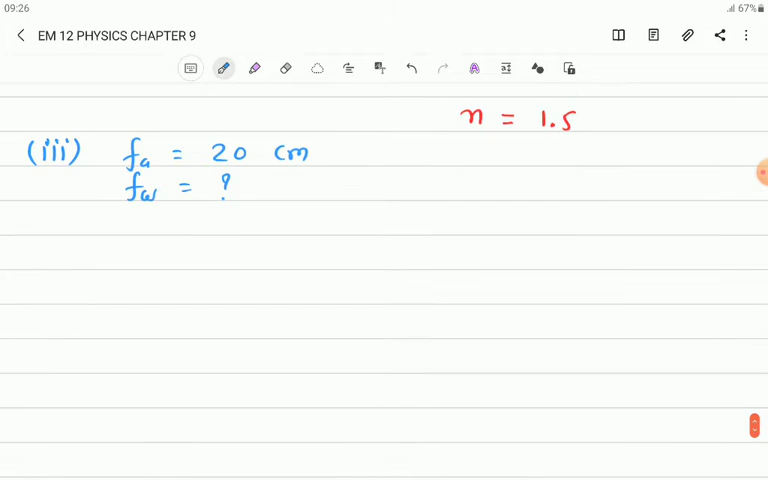 09:26 67%
EM 12 PHYSICS CHAPTER 9
n = 1.5
(iii) fa = 20 cm
fw = ?